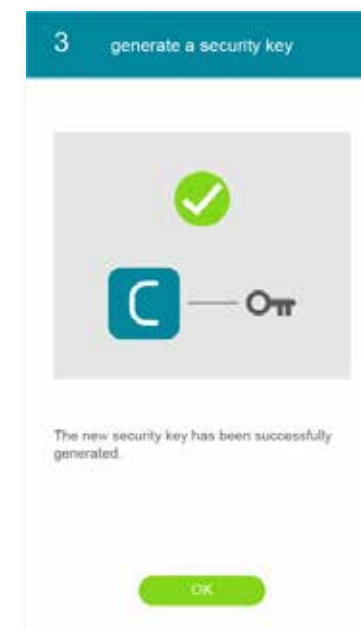 3 generate a security key
The new security key has been successfully
generated.
OK